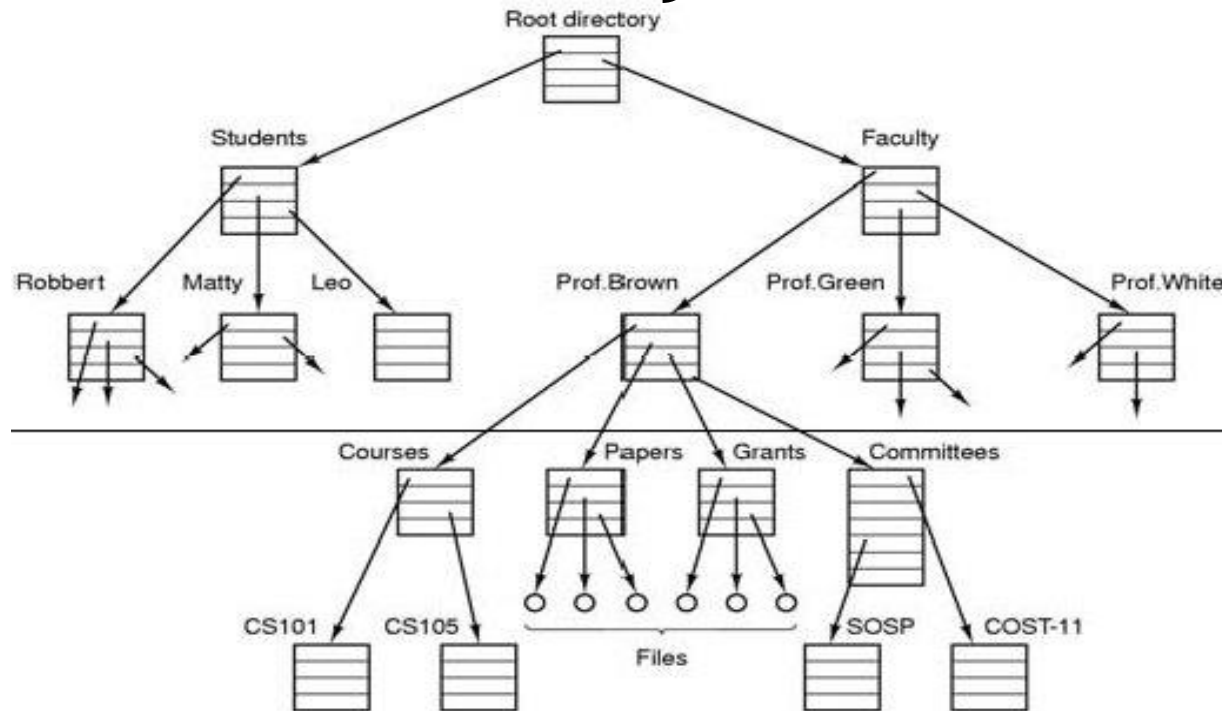 Root directory
Students
Faculty
Robbert
Matty
Leo
Prof.Brown
Prof.Green
Prof.White
Courses
Papers
Grants
Committees
CS101
CS105
SOSP
COST-11
Files